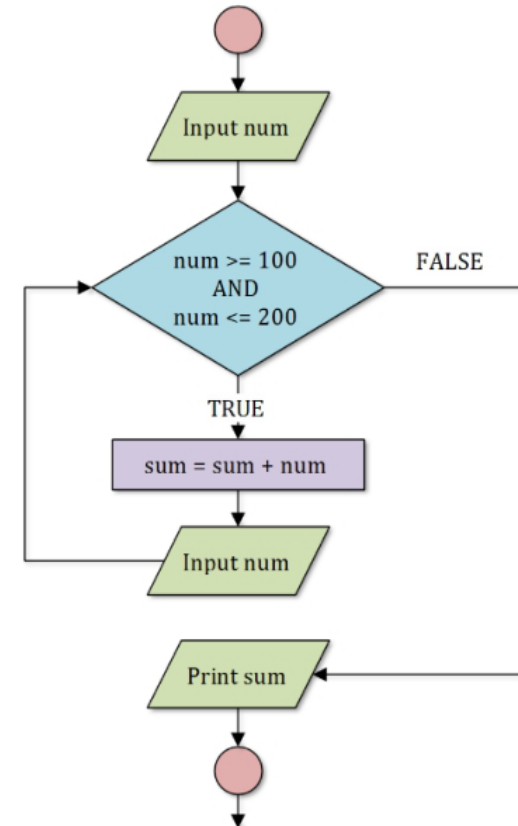 Input num
num >= 100
AND
num <= 200
FALSE
TRUE
sum = sum + num
Input num
Print sum